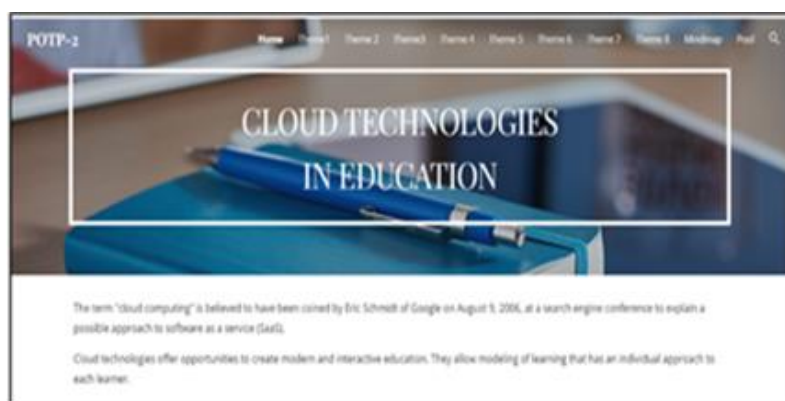 POTP-2
Home Theme1 Theme 2 Theme3 Theme 4 Theme 5 Theme 6 Theme 7 Theme 8 Mindmap Pool
CLOUD TECHNOLOGIES
IN EDUCATION
The term "cloud computing" is believed to have been coined by Eric Schmidt of Google on August 9, 2006, at a search engine conference to explain a
possible approach to software as a service (SaaS).
Cloud technologies offer opportunities to create modern and interactive education. They allow modeling of learning that has an individual approach to
each learner.